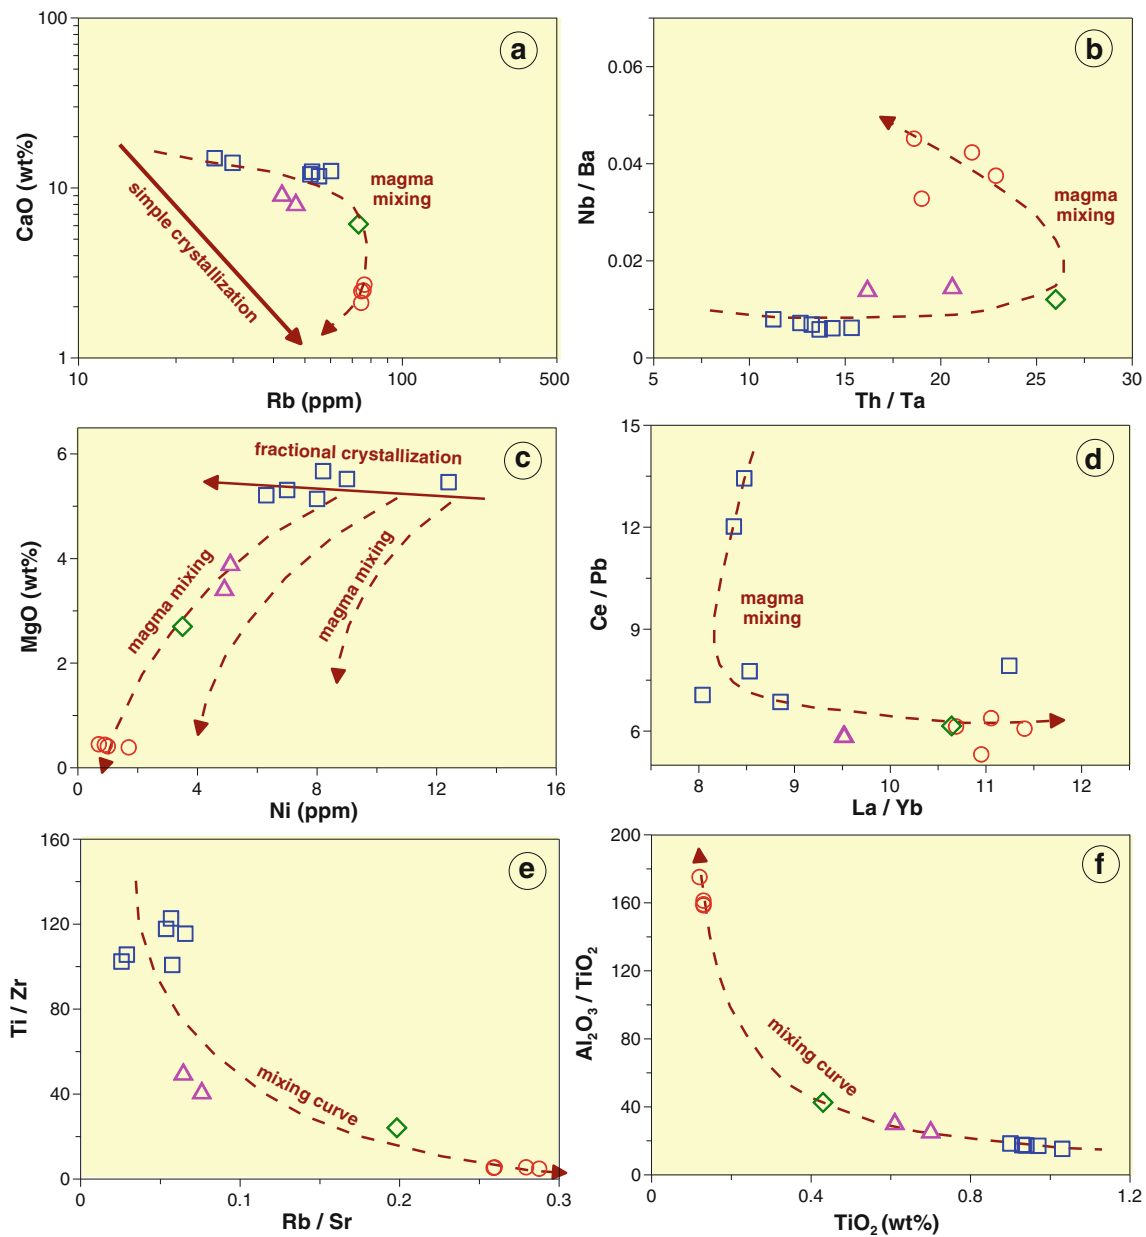 a
100
10
1
CaO (wt%)
magma
mixing
simple crystallization
10
100
500
Rb (ppm)
b
0.06
0.04
0.02
0
Nb / Ba
magma
mixing
5
10
15
20
25
30
Th / Ta
c
6
4
2
0
MgO (wt%)
fractional crystallization
magma mixing
magma mixing
0
4
8
12
16
Ni (ppm)
d
15
12
9
6
Ce / Pb
magma
mixing
8
9
10
11
12
La / Yb
e
160
120
80
40
0
Ti / Zr
mixing curve
0
0.1
0.2
0.3
Rb / Sr
f
200
160
120
80
40
0
Al₂O₃ / TiO₂
mixing curve
0
0.4
0.8
1.2
TiO₂ (wt%)